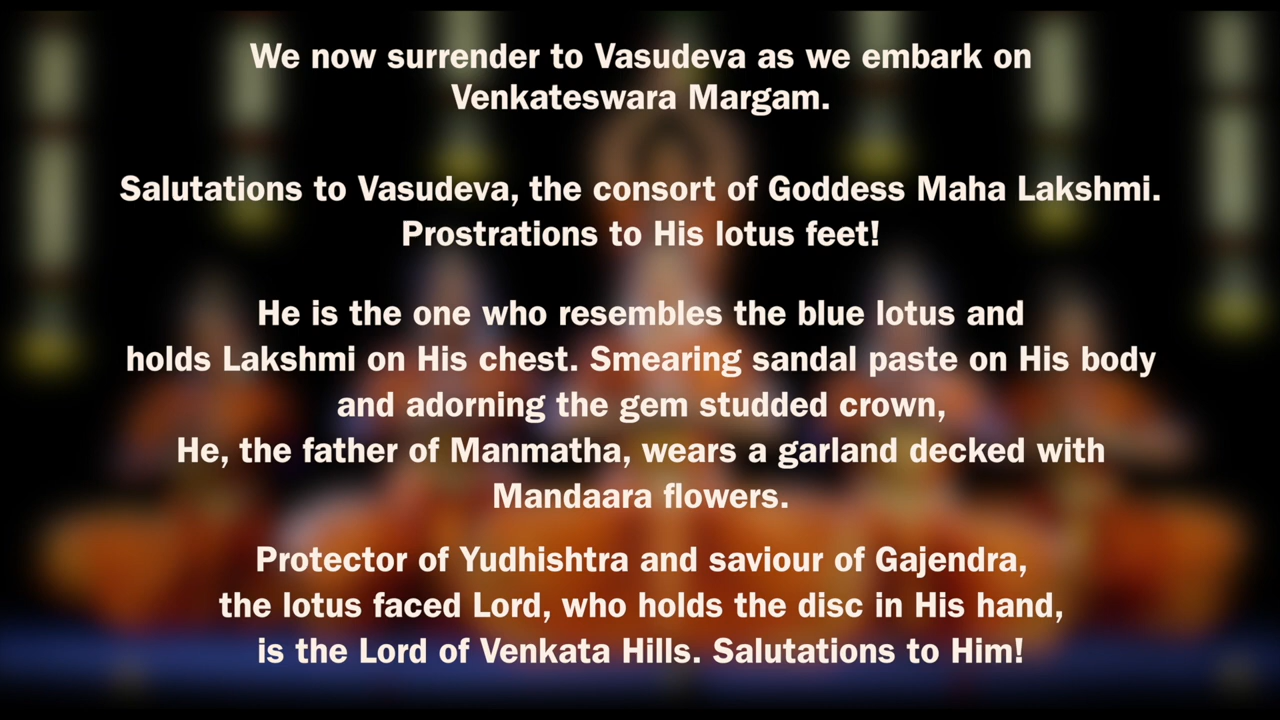 We now surrender to Vasudeva as we embark on
Venkateswara Margam.
Salutations to Vasudeva, the consort of Goddess Maha Lakshmi.
Prostrations to His lotus feet!
He is the one who resembles the blue lotus and
holds Lakshmi on His chest. Smearing sandal paste on His body
and adorning the gem studded crown,
He, the father of Manmatha, wears a garland decked with
Mandaara flowers.
Protector of Yudhishtra and saviour of Gajendra,
the lotus faced Lord, who holds the disc in His hand,
is the Lord of Venkata Hills. Salutations to Him!